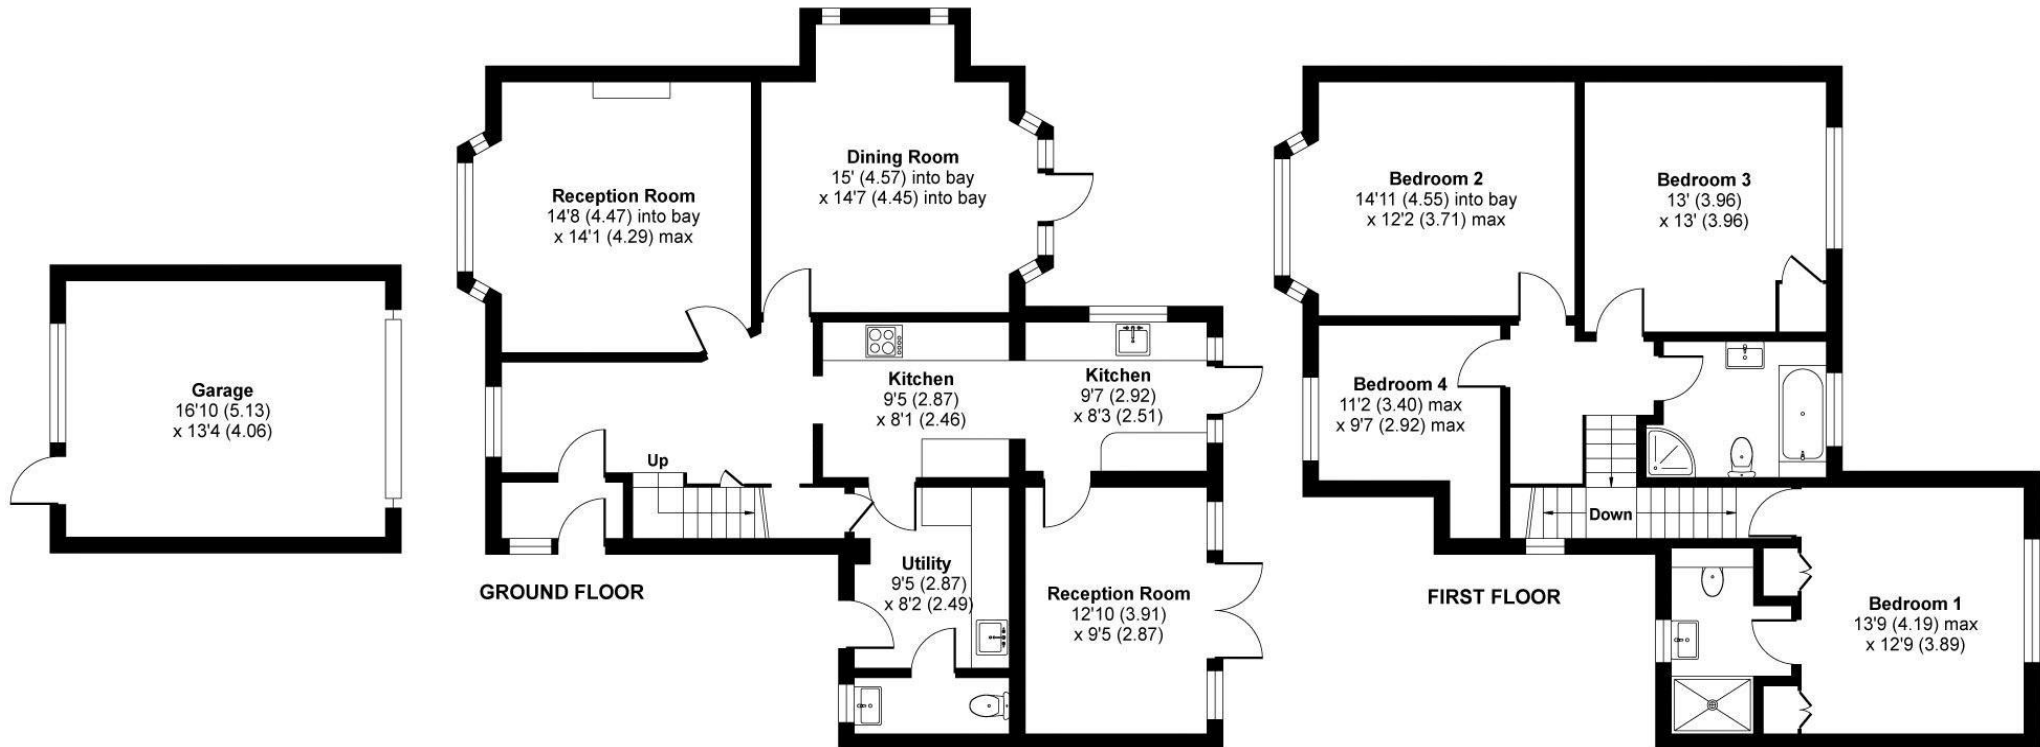 Garage
16'10 (5.13)
x 13'4 (4.06)
Reception Room
14'8 (4.47) into bay
x 14'1 (4.29) max
Dining Room
15' (4.57) into bay
x 14'7 (4.45) into bay
Kitchen
9'5 (2.87)
x 8'1 (2.46)
Kitchen
9'7 (2.92)
x 8'3 (2.51)
Up
Utility
9'5 (2.87)
x 8'2 (2.49)
Reception Room
12'10 (3.91)
x 9'5 (2.87)
GROUND FLOOR
Bedroom 2
14'11 (4.55) into bay
x 12'2 (3.71) max
Bedroom 3
13' (3.96)
x 13' (3.96)
Bedroom 4
11'2 (3.40) max
x 9'7 (2.92) max
Down
Bedroom 1
13'9 (4.19) max
x 12'9 (3.89)
FIRST FLOOR